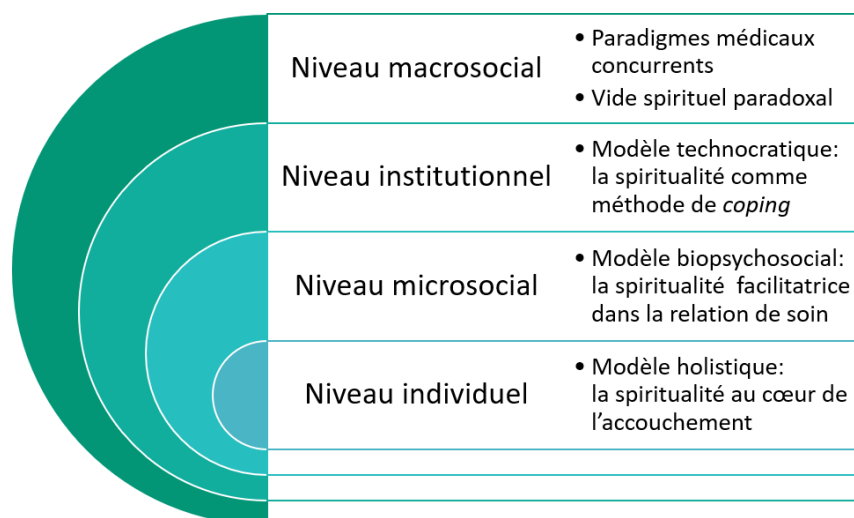 Niveau macrosocial
• Paradigmes médicaux
concurrents
• Vide spirituel paradoxal
Niveau institutionnel
• Modèle technocratique:
la spiritualité comme
méthode de coping
Niveau microsocial
• Modèle biopsychosocial:
la spiritualité facilitatrice
dans la relation de soin
Niveau individuel
• Modèle holistique:
la spiritualité au cœur de
l'accouchement